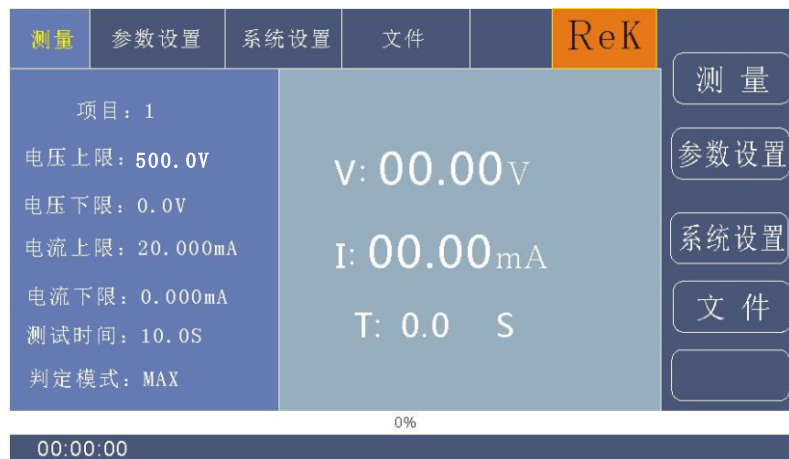 测量 参数设置 系统设置 文件 ReK
项目：1
电压上限：500.0V
电压下限：0.0V
电流上限：20.000mA
电流下限：0.000mA
测试时间：10.0S
判定模式：MAX
V: 00.00V
I: 00.00mA
T: 0.0 S
测 量
参数设置
系统设置
文 件
0%
00:00:00